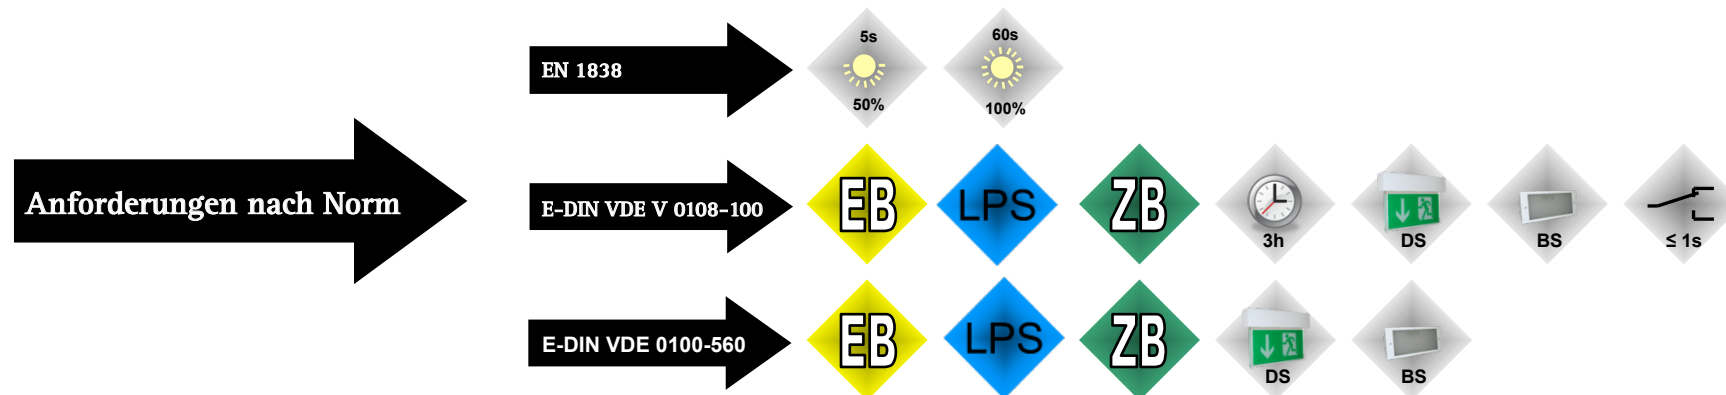 5s
60s
EN 1838
50%
100%
Anforderungen nach Norm
E-DIN VDE V 0108-100
EB
LPS
ZB
3h
DS
BS
≤ 1s
E-DIN VDE 0100-560
EB
LPS
ZB
DS
BS